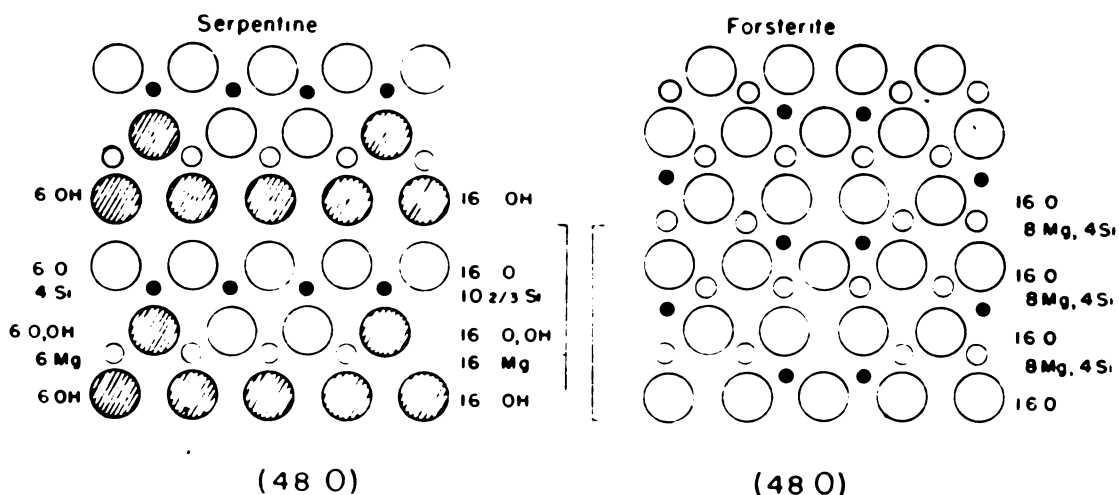 Serpentine
6 OH
16 OH
6 O
4 Si
16 O
10 2/3 Si
6 O,OH
6 Mg
16 O,OH
16 Mg
6 OH
16 OH
(48 O)
Forsterite
16 O
8 Mg, 4 Si
16 O
8 Mg, 4 Si
16 O
8 Mg, 4 Si
16 O
(48 O)